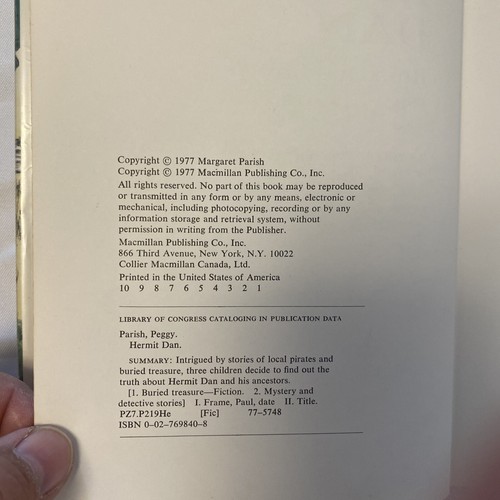 Copyright © 1977 Margaret Parish
Copyright © 1977 Macmillan Publishing Co., Inc.
All rights reserved. No part of this book may be reproduced
or transmitted in any form or by any means, electronic or
mechanical, including photocopying, recording or by any
information storage and retrieval system, without
permission in writing from the Publisher.
Macmillan Publishing Co., Inc.
866 Third Avenue, New York, N.Y. 10022
Collier Macmillan Canada, Ltd.
Printed in the United States of America
10 9 8 7 6 5 4 3 2 1
LIBRARY OF CONGRESS CATALOGING IN PUBLICATION DATA
Parish, Peggy.
Hermit Dan.
SUMMARY: Intrigued by stories of local pirates and
buried treasure, three children decide to find out the
truth about Hermit Dan and his ancestors.
[1. Buried treasure—Fiction. 2. Mystery and
detective stories] I. Frame, Paul, date II. Title.
PZ7.P219He [Fic] 77-5748
ISBN 0-02-769840-8